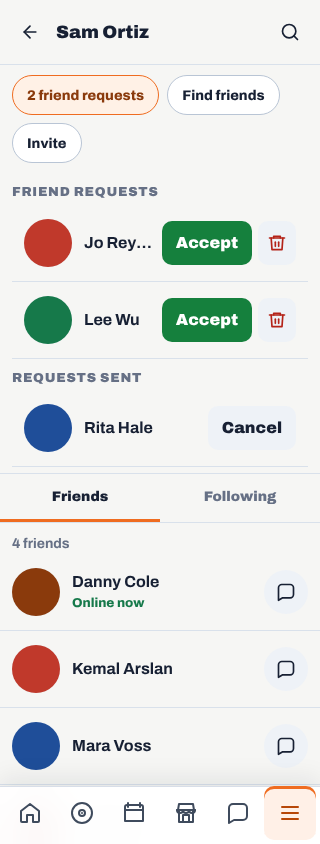 Sam Ortiz
2 friend requests
Find friends
Invite
FRIEND REQUESTS
Jo Rey...
Accept
Lee Wu
Accept
REQUESTS SENT
Rita Hale
Cancel
Friends
Following
4 friends
Danny Cole
Online now
Kemal Arslan
Mara Voss